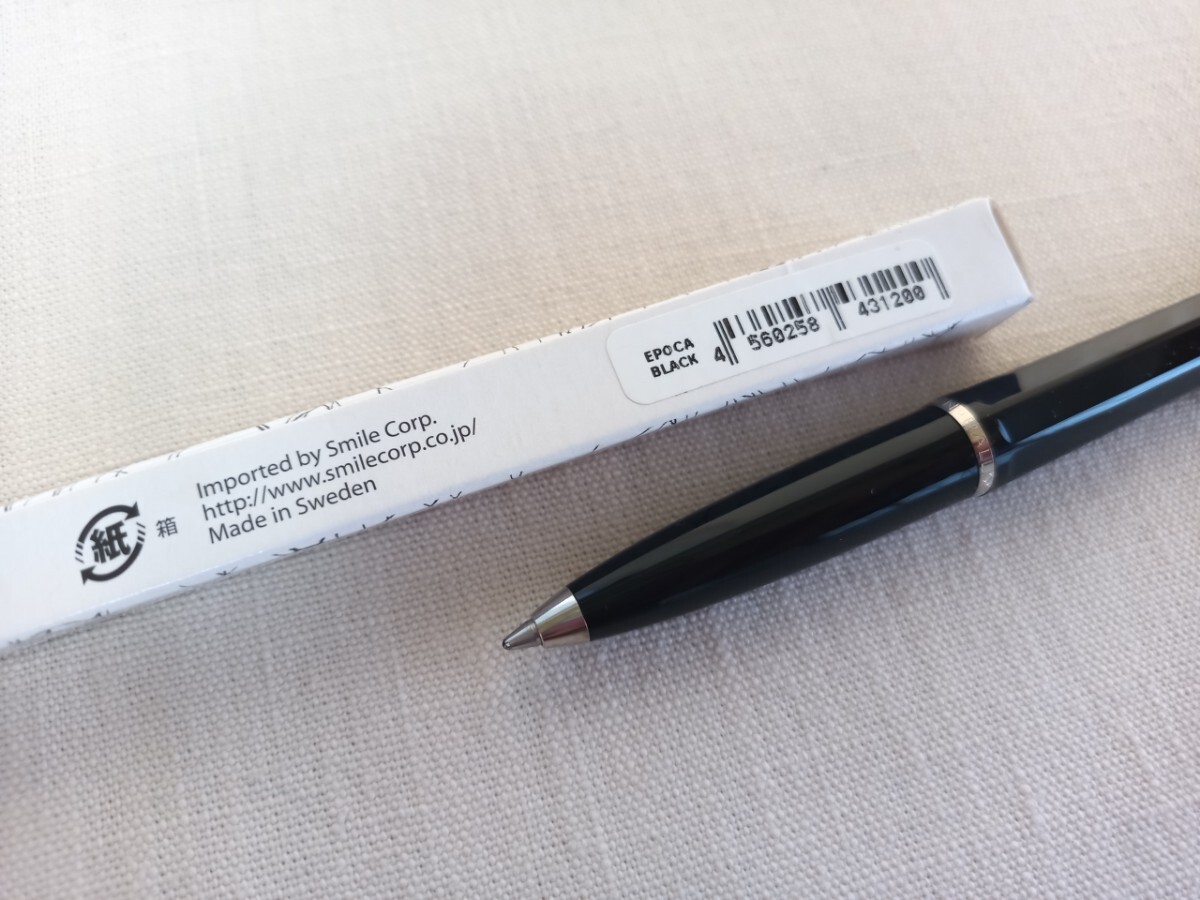 紙
箱
Imported by Smile Corp.
http://www.smilecorp.co.jp/
Made in Sweden
EPOCA
BLACK
4 560258 431200